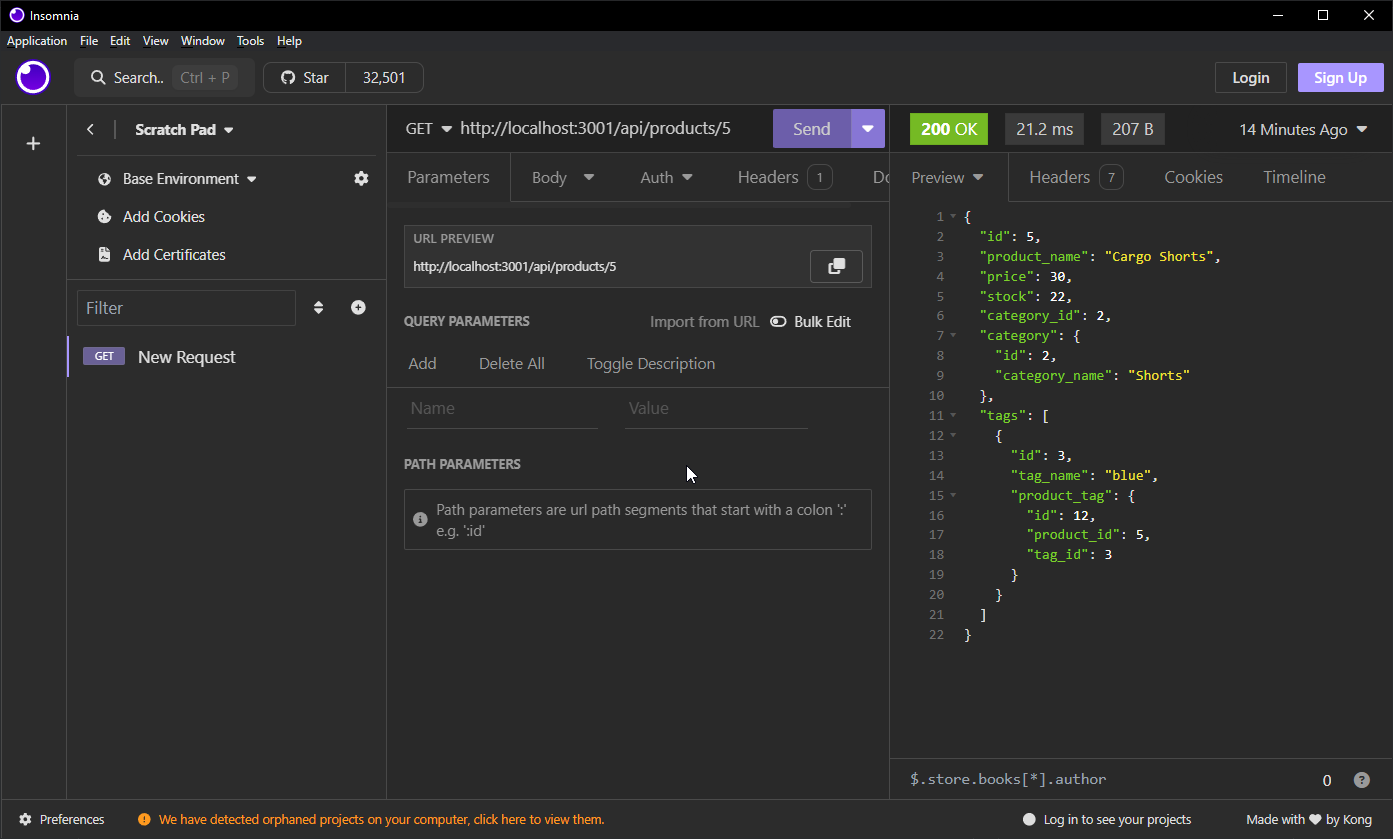 Insomnia
Application File Edit View Window Tools Help
Search.. Ctrl + P Star 32,501 Login Sign Up
Scratch Pad
Base Environment
Add Cookies
Add Certificates
Filter
GET New Request
GET http://localhost:3001/api/products/5 Send
Parameters Body Auth Headers 1 Do
URL PREVIEW
http://localhost:3001/api/products/5
QUERY PARAMETERS Import from URL Bulk Edit
Add Delete All Toggle Description
Name Value
PATH PARAMETERS
Path parameters are url path segments that start with a colon ':'
e.g. ':id'
200 OK 21.2 ms 207 B 14 Minutes Ago
Preview Headers 7 Cookies Timeline
1 {
2 "id": 5,
3 "product_name": "Cargo Shorts",
4 "price": 30,
5 "stock": 22,
6 "category_id": 2,
7 "category": {
8 "id": 2,
9 "category_name": "Shorts"
10 },
11 "tags": [
12 {
13 "id": 3,
14 "tag_name": "blue",
15 "product_tag": {
16 "id": 12,
17 "product_id": 5,
18 "tag_id": 3
19 }
20 }
21 ]
22 }
$.store.books[*].author 0 ?
Preferences ! We have detected orphaned projects on your computer, click here to view them. Log in to see your projects Made with ♥ by Kong